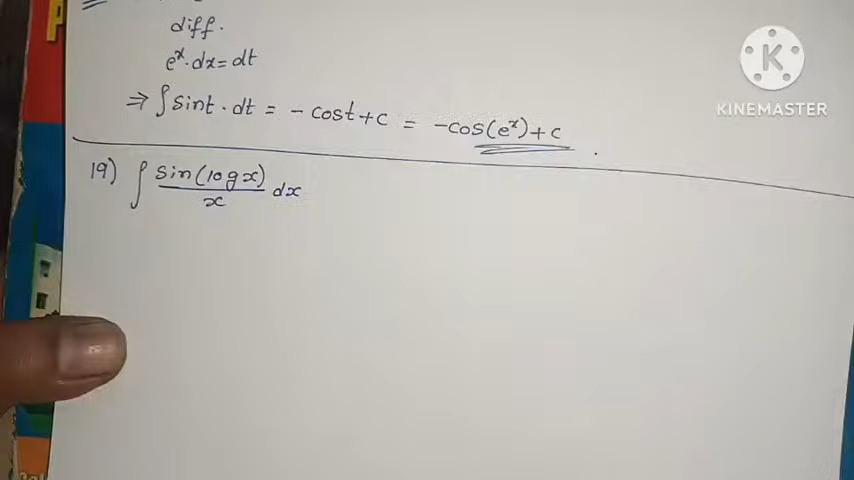 diff.
eˣ.dx=dt
⇒ ∫sint.dt = -cost+c = -cos(eˣ)+c
19) ∫ sin(logx)/x dx
K
KINEMASTER